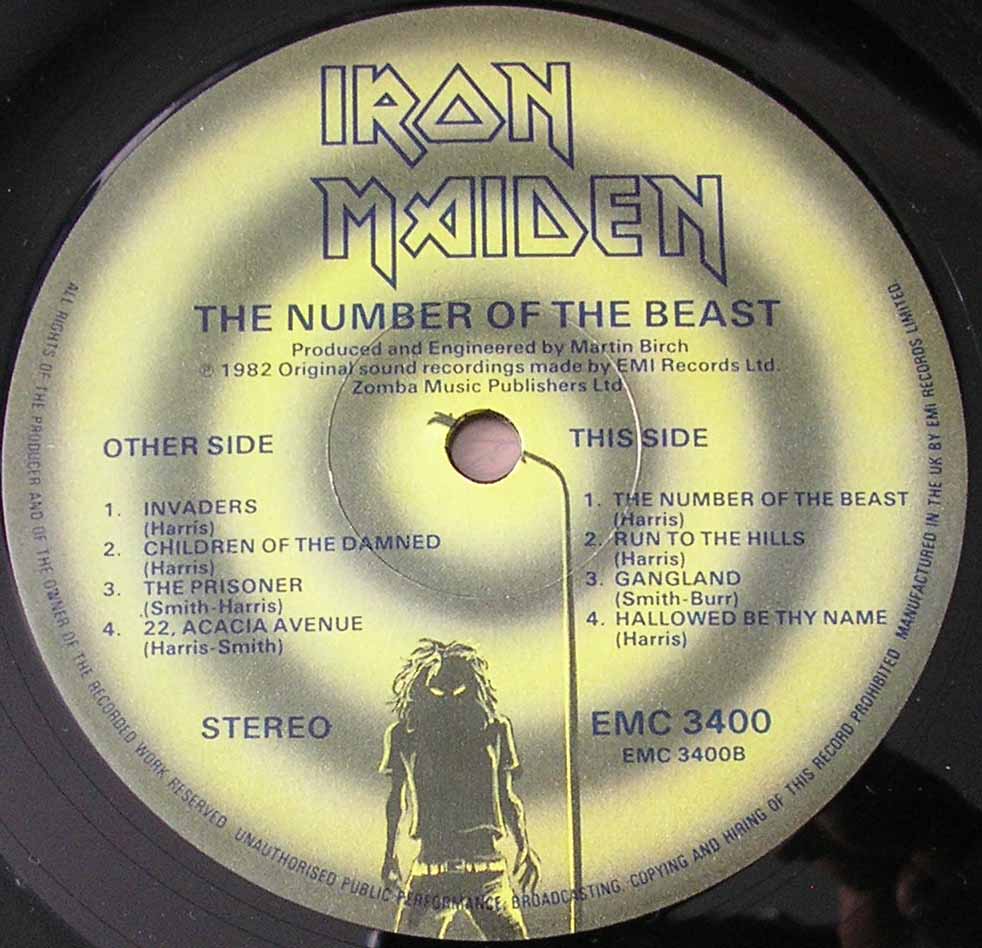 IRON
MAIDEN
THE NUMBER OF THE BEAST
Produced and Engineered by Martin Birch
℗ 1982 Original sound recordings made by EMI Records Ltd.
Zomba Music Publishers Ltd
OTHER SIDE
1. INVADERS
(Harris)
2. CHILDREN OF THE DAMNED
(Harris)
3. THE PRISONER
(Smith-Harris)
4. 22, ACACIA AVENUE
(Harris-Smith)
THIS SIDE
1. THE NUMBER OF THE BEAST
(Harris)
2. RUN TO THE HILLS
(Harris)
3. GANGLAND
(Smith-Burr)
4. HALLOWED BE THY NAME
(Harris)
STEREO
EMC 3400
EMC 3400B
ALL RIGHTS OF THE PRODUCER AND OF THE OWNER OF THE RECORDED WORK RESERVED. UNAUTHORISED PUBLIC PERFORMANCE, BROADCASTING, COPYING AND HIRING OF THIS RECORD PROHIBITED. MANUFACTURED IN THE UK BY EMI RECORDS LIMITED.